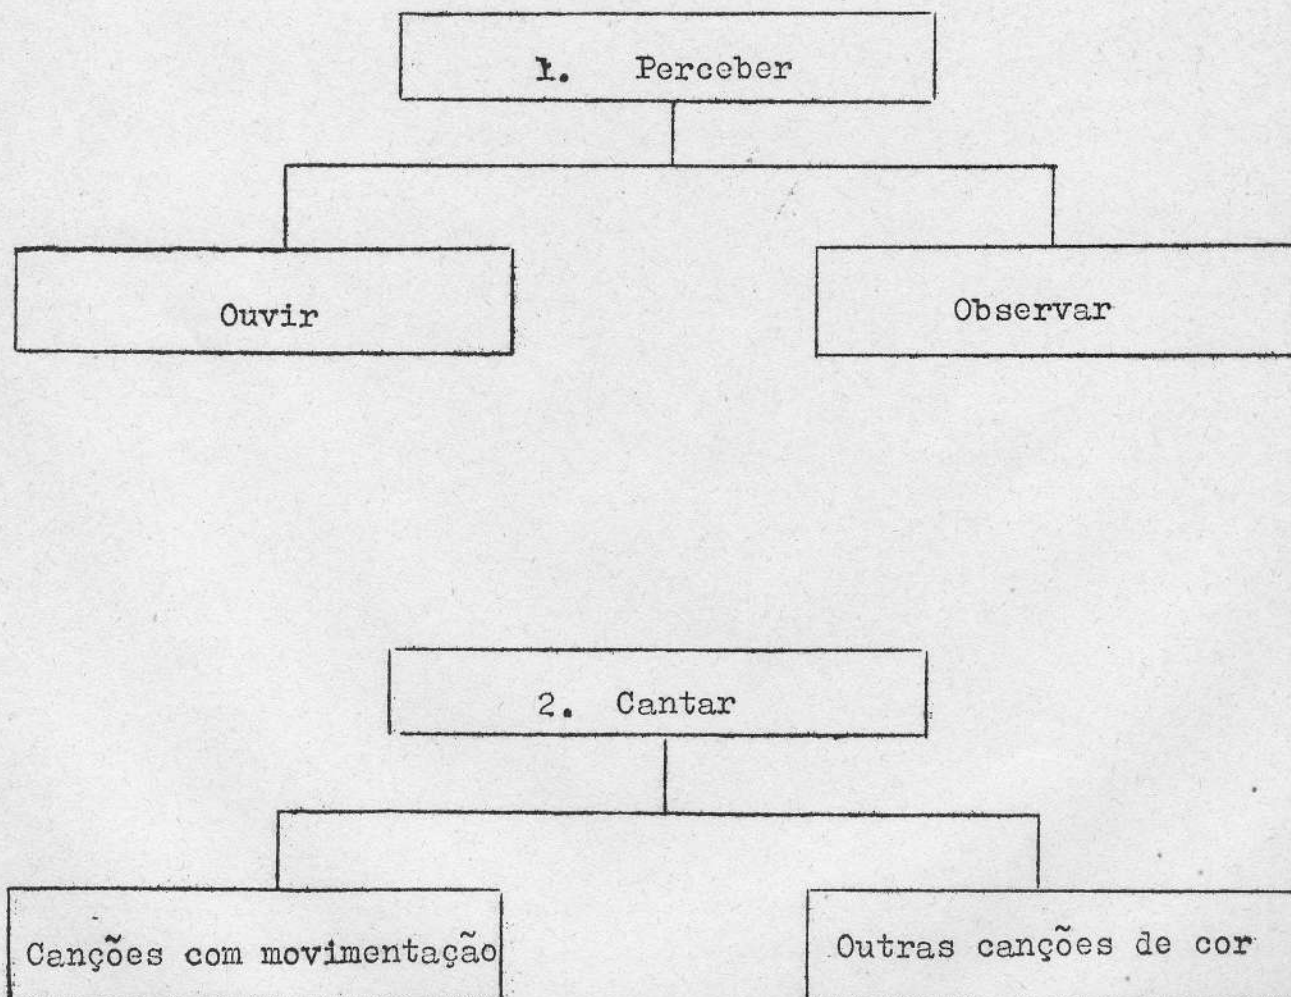 1. Perceber
Ouvir
Observar
2. Cantar
Canções com movimentação
Outras canções de cor